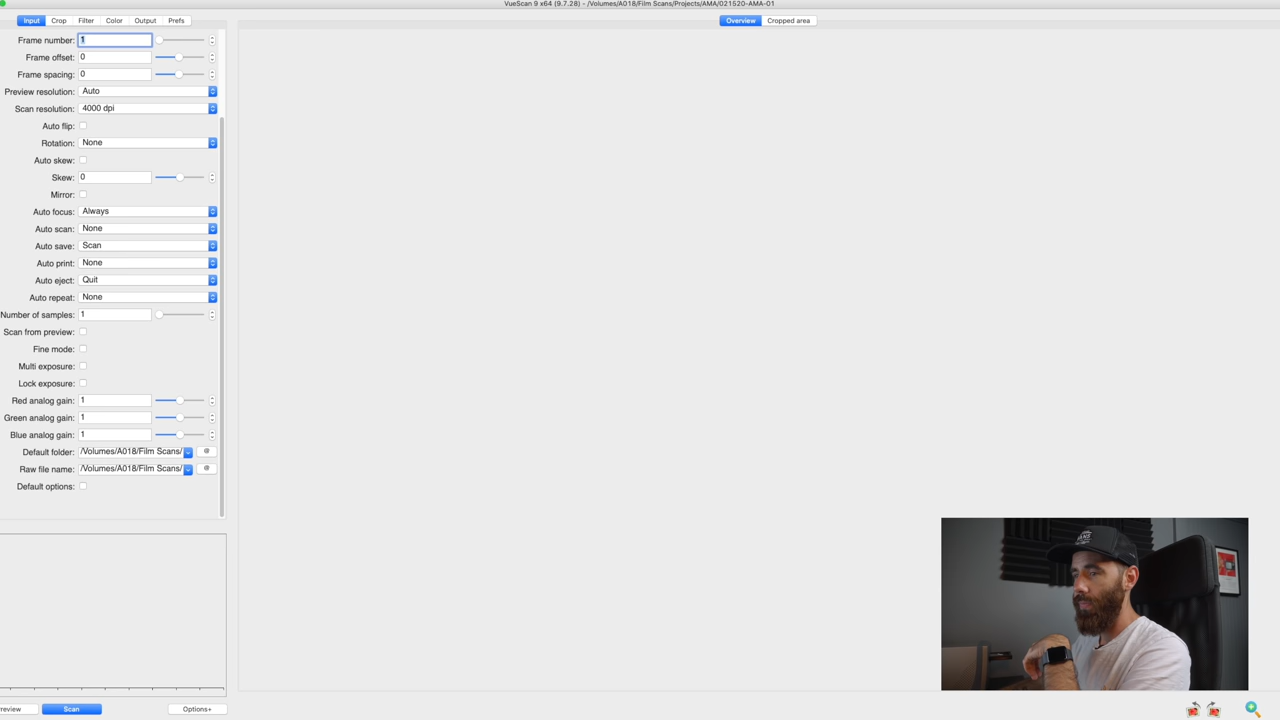 VueScan 9 x64 (9.7.28) - /Volumes/A018/Film Scans/Projects/AMA/021520-AMA-01
Input Crop Filter Color Output Prefs Overview Cropped area
Frame number: 1
Frame offset: 0
Frame spacing: 0
Preview resolution: Auto
Scan resolution: 4000 dpi
Auto flip:
Rotation: None
Auto skew:
Skew: 0
Mirror:
Auto focus: Always
Auto scan: None
Auto save: Scan
Auto print: None
Auto eject: Quit
Auto repeat: None
Number of samples: 1
Scan from preview:
Fine mode:
Multi exposure:
Lock exposure:
Red analog gain: 1
Green analog gain: 1
Blue analog gain: 1
Default folder: /Volumes/A018/Film Scans/ @
Raw file name: /Volumes/A018/Film Scans/ @
Default options:
review Scan Options+